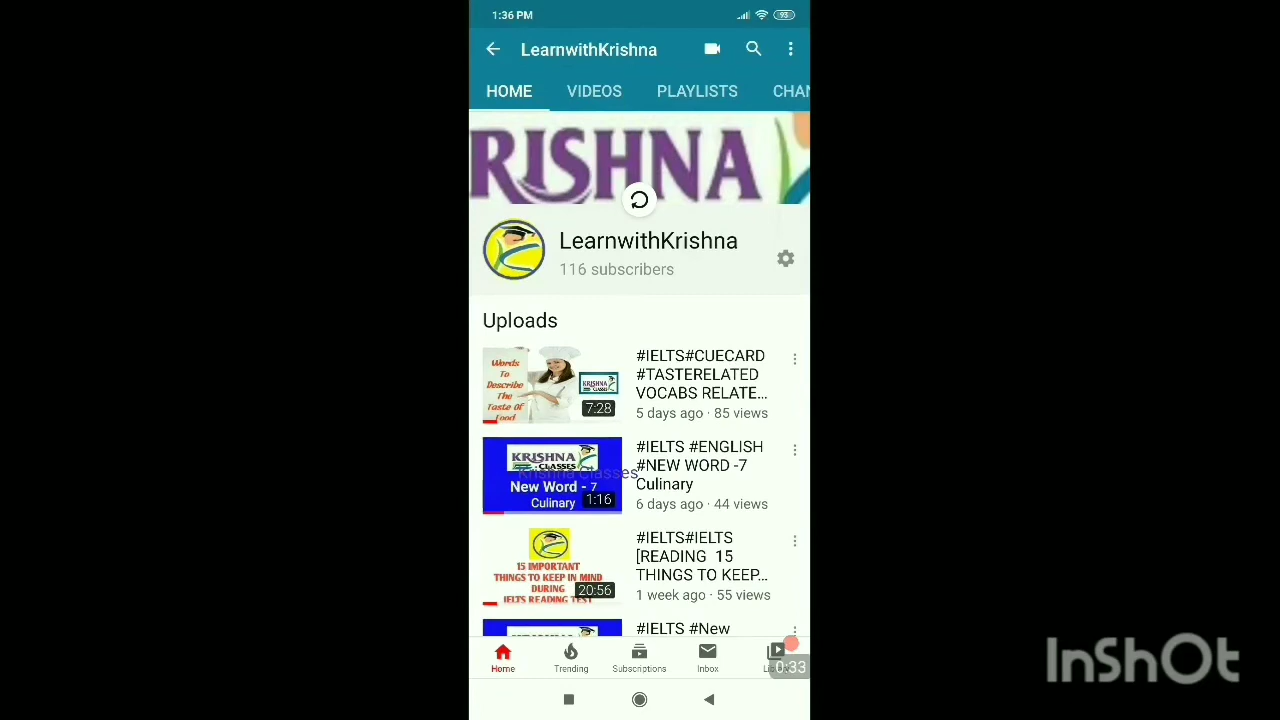 1:36 PM
93
LearnwithKrishna
HOME VIDEOS PLAYLISTS CHAN
RISHNA
LearnwithKrishna
116 subscribers
Uploads
Words
To
Describe
The
Taste Of
Food
KRISHNA
CLASSES
7:28
#IELTS#CUECARD
#TASTERELATED
VOCABS RELATE...
5 days ago · 85 views
KRISHNA
CLASSES
New Word - 7
Culinary
1:16
#IELTS #ENGLISH
#NEW WORD -7
Culinary
6 days ago · 44 views
Krishna Classes
15 IMPORTANT
THINGS TO KEEP IN MIND
DURING
IELTS READING TEST
20:56
#IELTS#IELTS
[READING 15
THINGS TO KEEP...
1 week ago · 55 views
#IELTS #New
Home Trending Subscriptions Inbox
0:33
InShOt